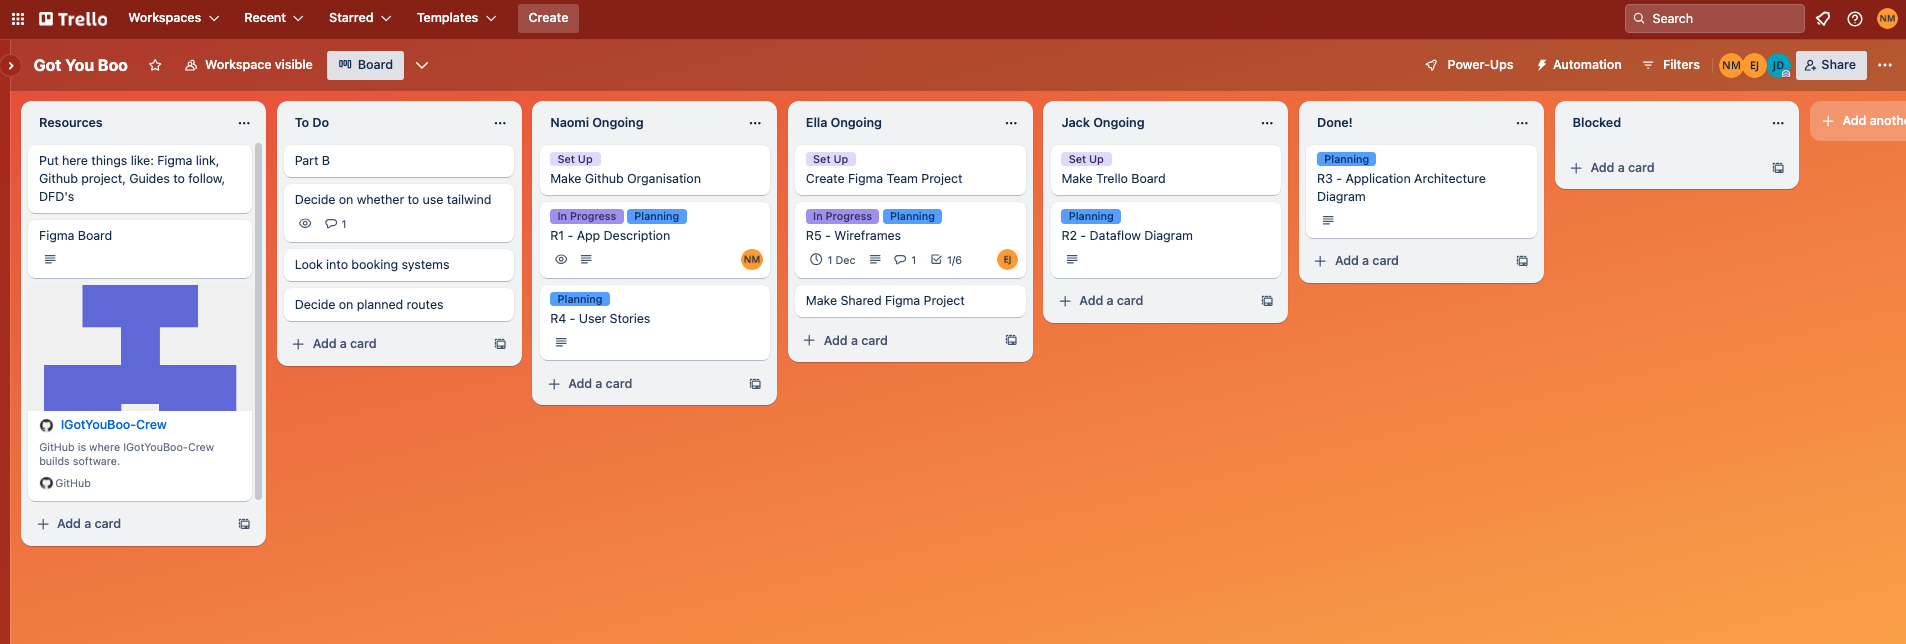 Trello
Workspaces
Recent
Starred
Templates
Create
Search
NM
Got You Boo
Workspace visible
Board
Power-Ups
Automation
Filters
NM
EJ
JD
Share
Resources
Put here things like: Figma link,
Github project, Guides to follow,
DFD's
Figma Board
IGotYouBoo-Crew
GitHub is where IGotYouBoo-Crew
builds software.
GitHub
Add a card
To Do
Part B
Decide on whether to use tailwind
1
Look into booking systems
Decide on planned routes
Add a card
Naomi Ongoing
Set Up
Make Github Organisation
In Progress Planning
R1 - App Description
NM
Planning
R4 - User Stories
Add a card
Ella Ongoing
Set Up
Create Figma Team Project
In Progress Planning
R5 - Wireframes
1 Dec 1 1/6 EJ
Make Shared Figma Project
Add a card
Jack Ongoing
Set Up
Make Trello Board
Planning
R2 - Dataflow Diagram
Add a card
Done!
Planning
R3 - Application Architecture
Diagram
Add a card
Blocked
Add a card
Add anothe